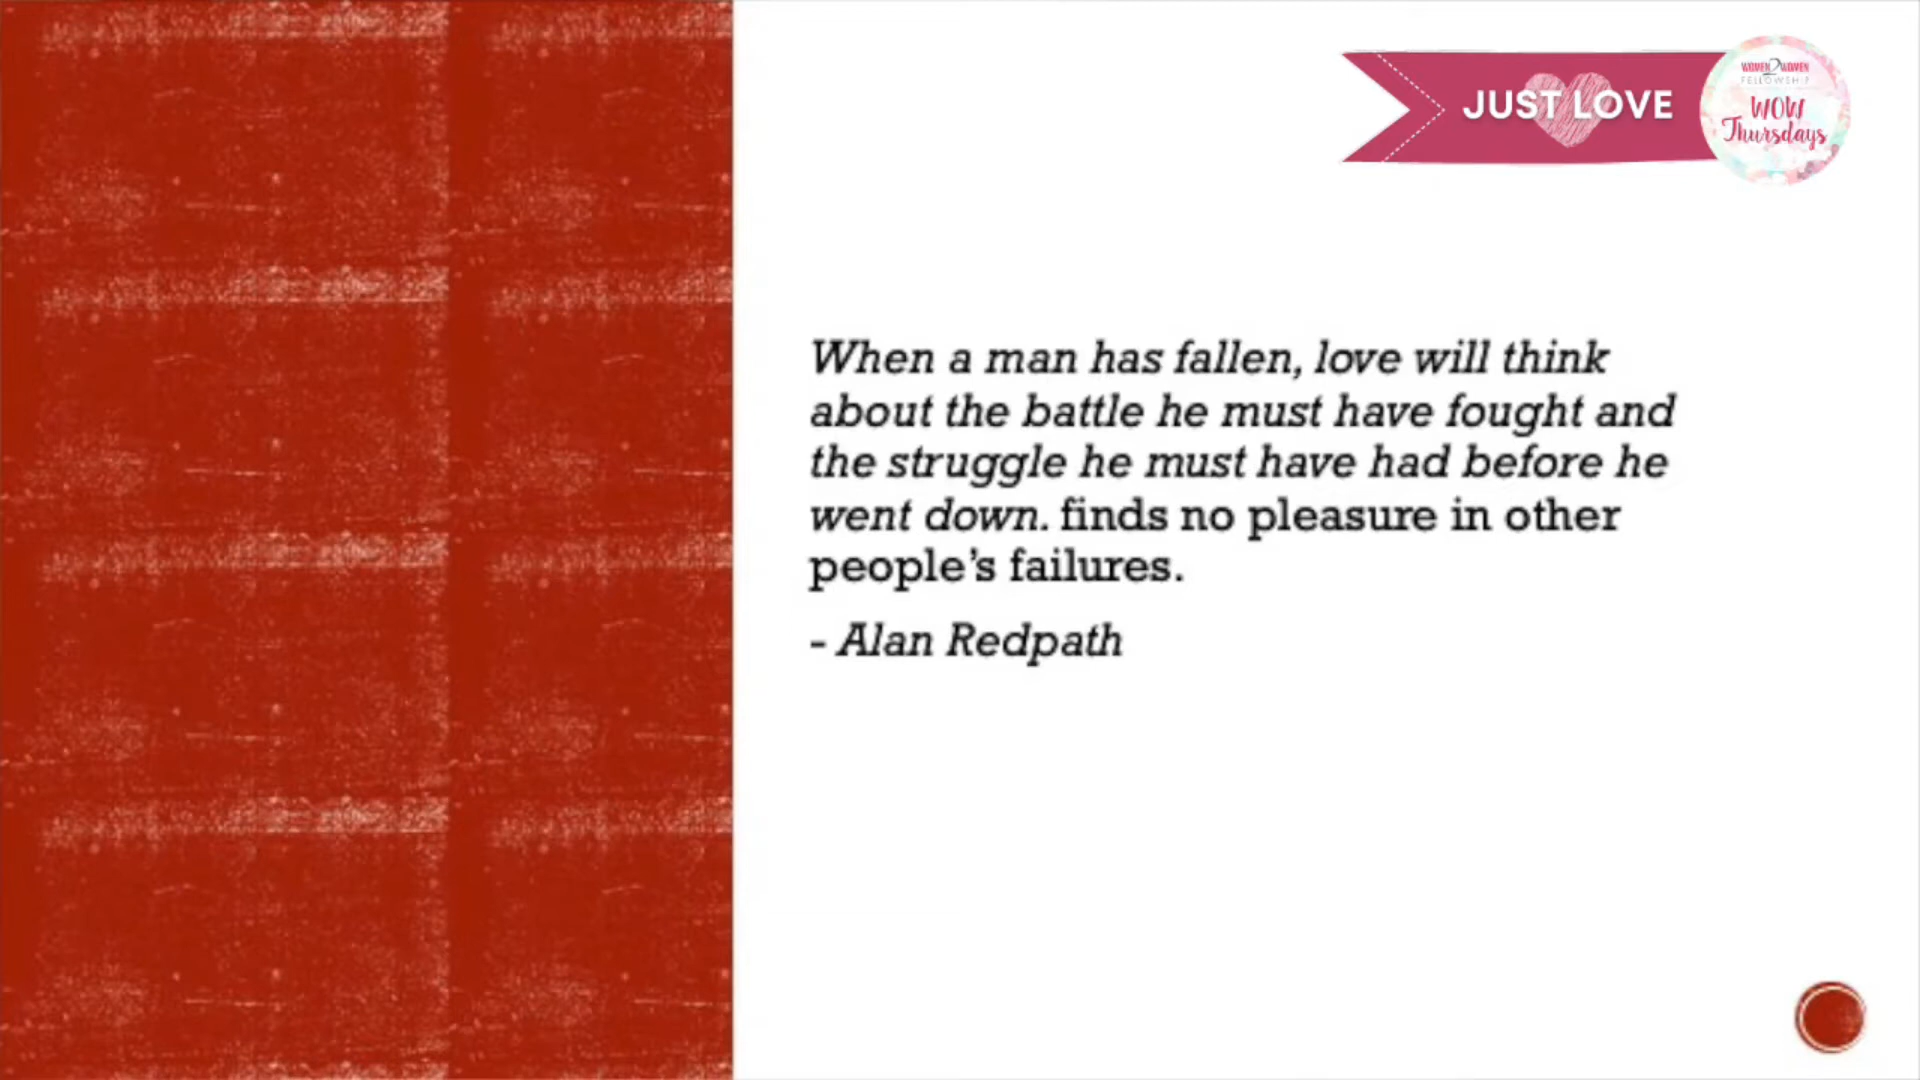 JUST LOVE
WOMEN2WOMEN
FELLOWSHIP
WOW
Thursdays
When a man has fallen, love will think
about the battle he must have fought and
the struggle he must have had before he
went down. finds no pleasure in other
people's failures.
- Alan Redpath